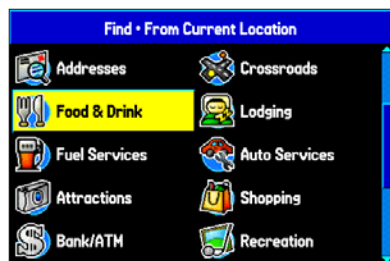 Find • From Current Location
Addresses
Crossroads
Food & Drink
Lodging
Fuel Services
Auto Services
Attractions
Shopping
Bank/ATM
Recreation